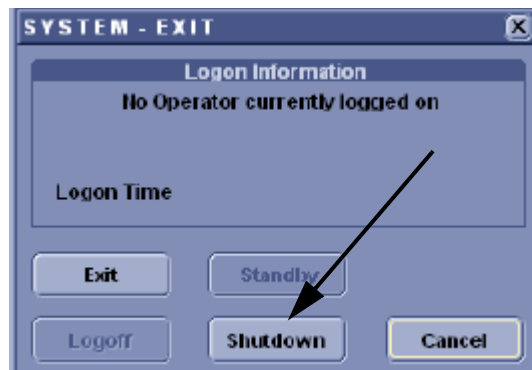 SYSTEM - EXIT
Logon Information
No Operator currently logged on
Logon Time
Exit Standby
Logoff Shutdown Cancel